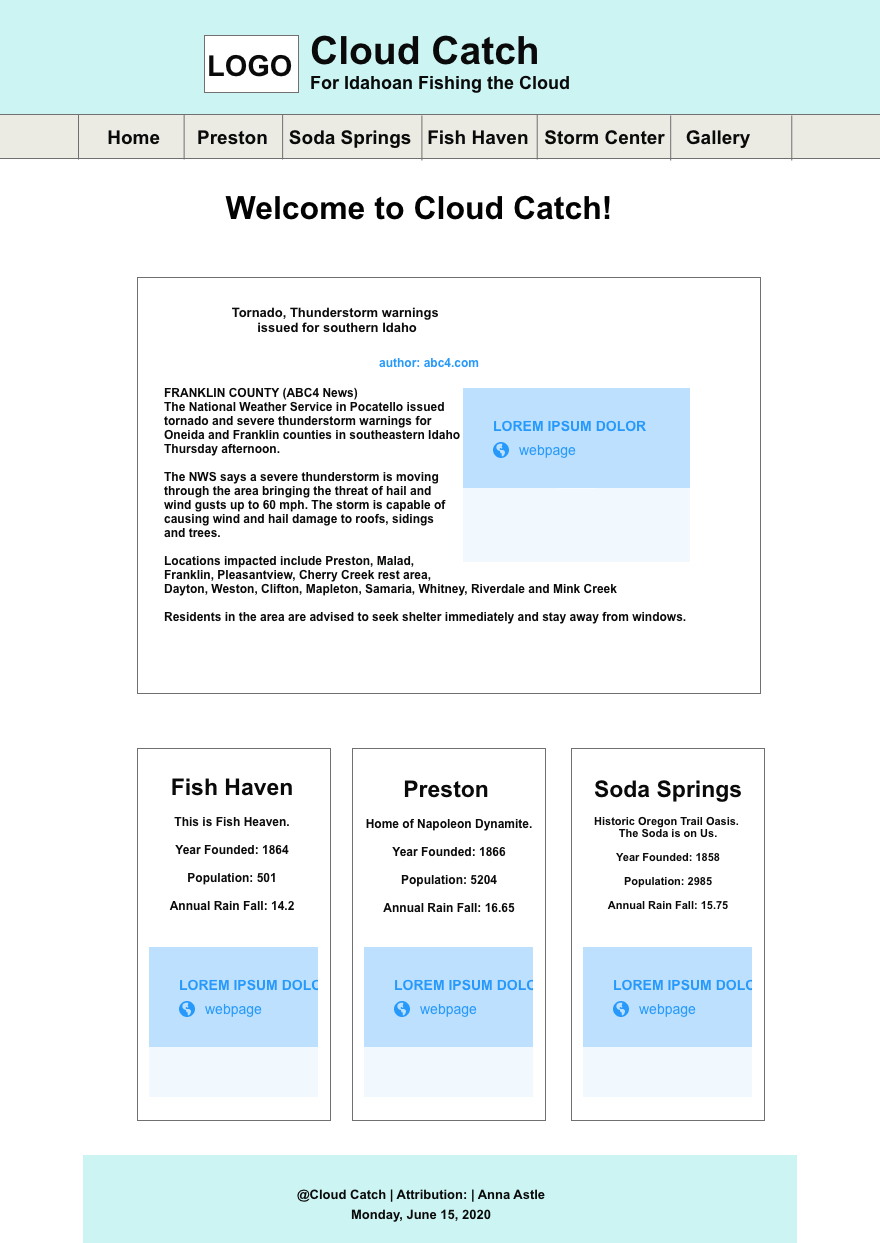 LOGO
Cloud Catch
For Idahoan Fishing the Cloud
Home Preston Soda Springs Fish Haven Storm Center Gallery
Welcome to Cloud Catch!
Tornado, Thunderstorm warnings
issued for southern Idaho
author: abc4.com
FRANKLIN COUNTY (ABC4 News)
The National Weather Service in Pocatello issued
tornado and severe thunderstorm warnings for
Oneida and Franklin counties in southeastern Idaho
Thursday afternoon.
The NWS says a severe thunderstorm is moving
through the area bringing the threat of hail and
wind gusts up to 60 mph. The storm is capable of
causing wind and hail damage to roofs, sidings
and trees.
Locations impacted include Preston, Malad,
Franklin, Pleasantview, Cherry Creek rest area,
Dayton, Weston, Clifton, Mapleton, Samaria, Whitney, Riverdale and Mink Creek
Residents in the area are advised to seek shelter immediately and stay away from windows.
LOREM IPSUM DOLOR
webpage
Fish Haven
This is Fish Heaven.
Year Founded: 1864
Population: 501
Annual Rain Fall: 14.2
LOREM IPSUM DOLO
webpage
Preston
Home of Napoleon Dynamite.
Year Founded: 1866
Population: 5204
Annual Rain Fall: 16.65
LOREM IPSUM DOLO
webpage
Soda Springs
Historic Oregon Trail Oasis.
The Soda is on Us.
Year Founded: 1858
Population: 2985
Annual Rain Fall: 15.75
LOREM IPSUM DOLO
webpage
@Cloud Catch | Attribution: | Anna Astle
Monday, June 15, 2020